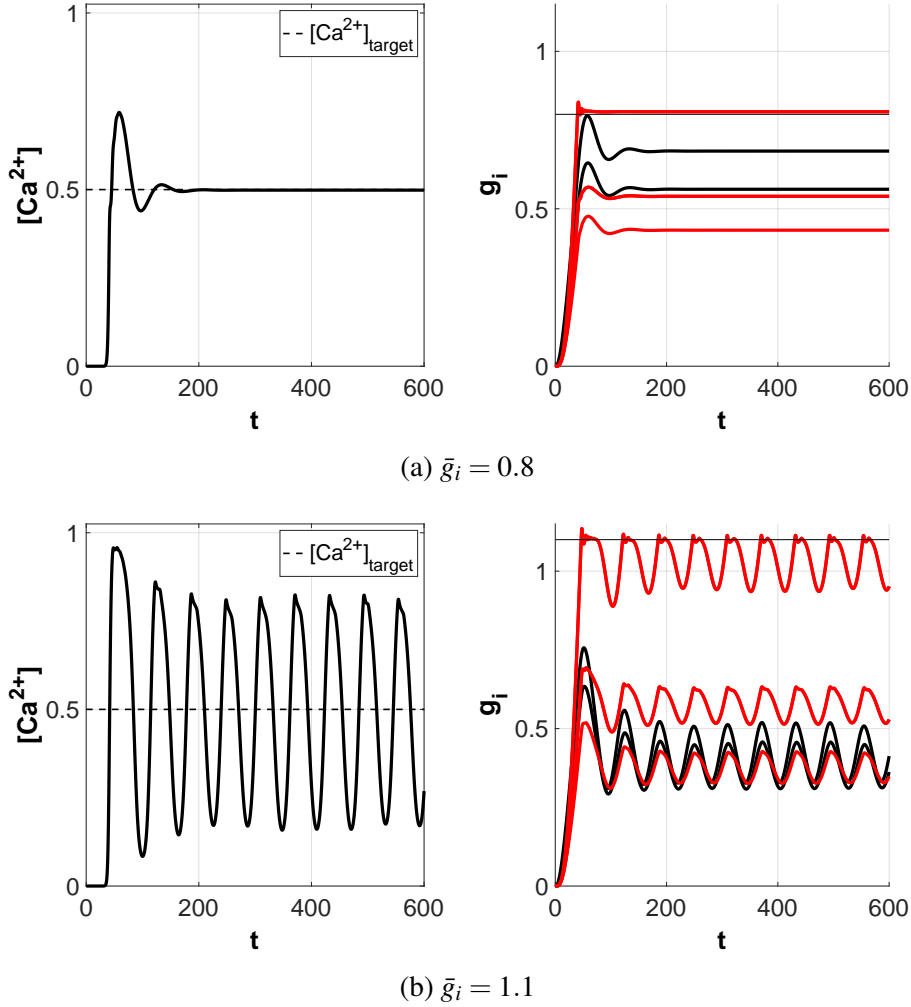 1
0.5
0
[Ca²⁺]
[Ca²⁺]target
0 200 400 600
t
1
0.5
0
gᵢ
0 200 400 600
t
(a) ḡᵢ = 0.8
1
0.5
0
[Ca²⁺]
[Ca²⁺]target
0 200 400 600
t
1
0.5
0
gᵢ
0 200 400 600
t
(b) ḡᵢ = 1.1